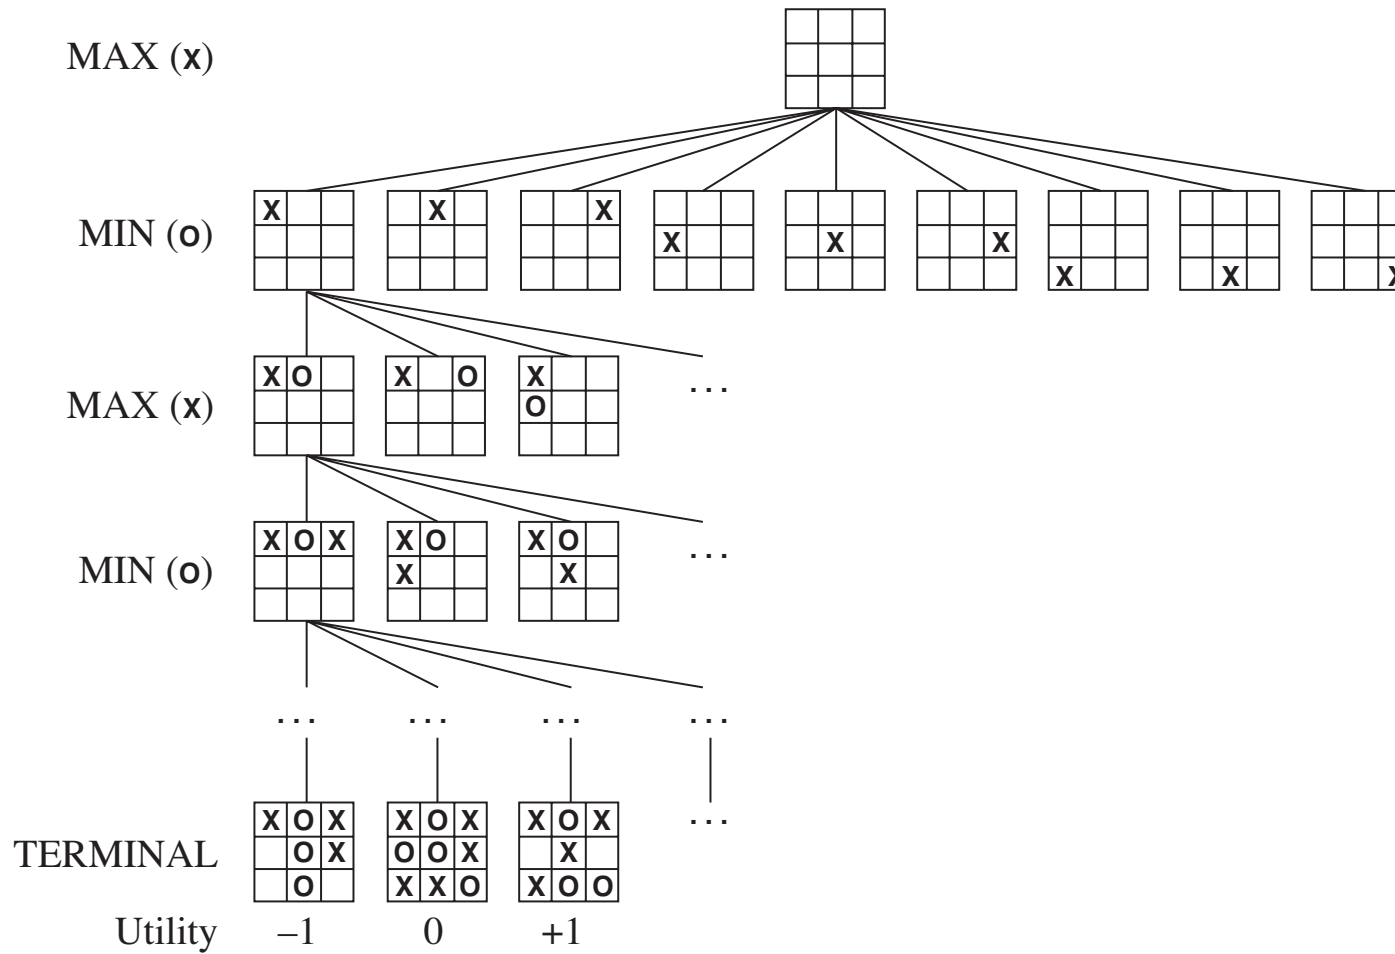 MAX (X)
MIN (O)
X X X X X X X X X
MAX (X)
X O X O X
O
...
MIN (O)
X O X X O X O
X X
...
... ... ... ...
TERMINAL
X O X X O X X O X
O X O O X X
O X X O X O O
...
Utility –1 0 +1